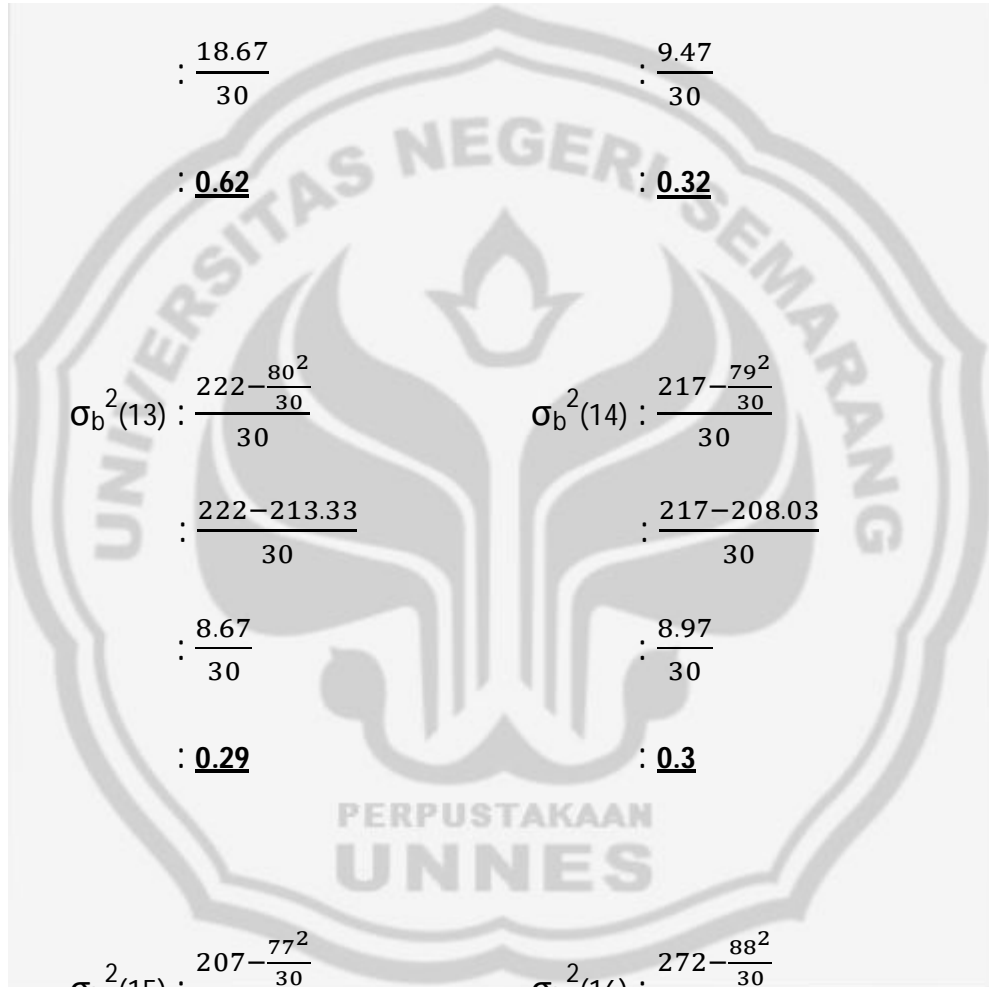 : 18.67/30 : 9.47/30
: 0.62 : 0.32
σb²(13) : (222−80²/30)/30 σb²(14) : (217−79²/30)/30
: (222−213.33)/30 : (217−208.03)/30
: 8.67/30 : 8.97/30
: 0.29 : 0.3
207−77²/30 272−88²/30
UNIVERSITAS NEGERI SEMARANG
PERPUSTAKAAN
UNNES